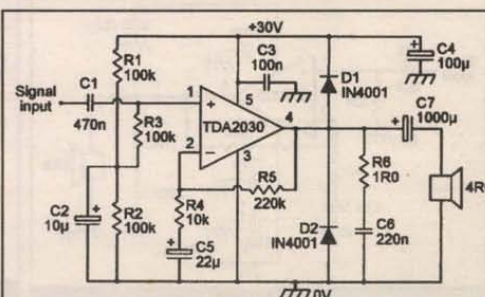 +30V
R1
100k
C3
100n
C4
100µ
D1
IN4001
Signal
input
C1
470n
R3
100k
1
+
5
TDA2030
4
2
−
3
C7
1000µ
R5
220k
R6
1R0
4R
R4
10k
C2
10µ
R2
100k
C5
22µ
D2
IN4001
C6
220n
0V